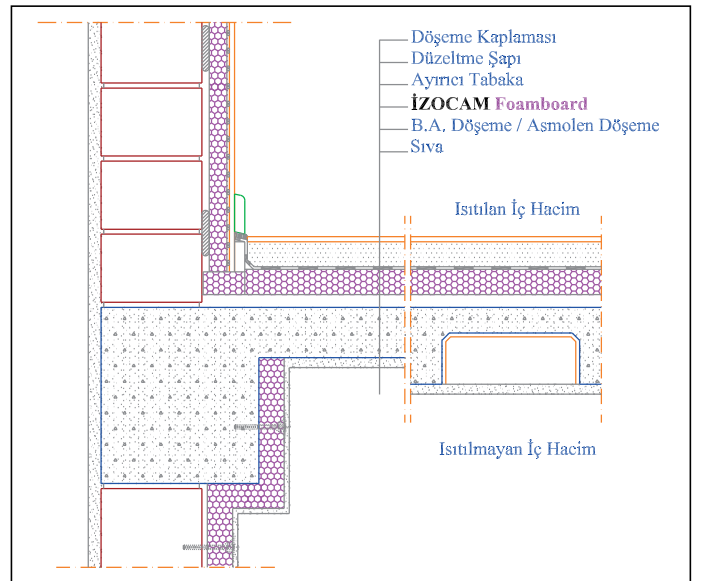 Döşeme Kaplaması
Düzeltme Şapı
Ayırıcı Tabaka
İZOCAM Foamboard
B.A. Döşeme / Asmolen Döşeme
Sıva
Isıtılan İç Hacim
Isıtılmayan İç Hacim